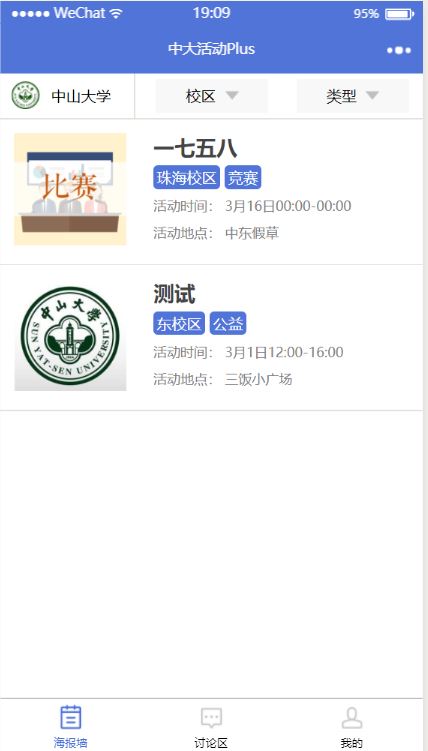 WeChat 19:09 95%
中大活动Plus
中山大学 校区 类型
比赛
一七五八
珠海校区 竞赛
活动时间： 3月16日00:00-00:00
活动地点： 中东假草
中山大学
SUN YAT-SEN UNIVERSITY
测试
东校区 公益
活动时间： 3月1日12:00-16:00
活动地点： 三饭小广场
海报墙 讨论区 我的